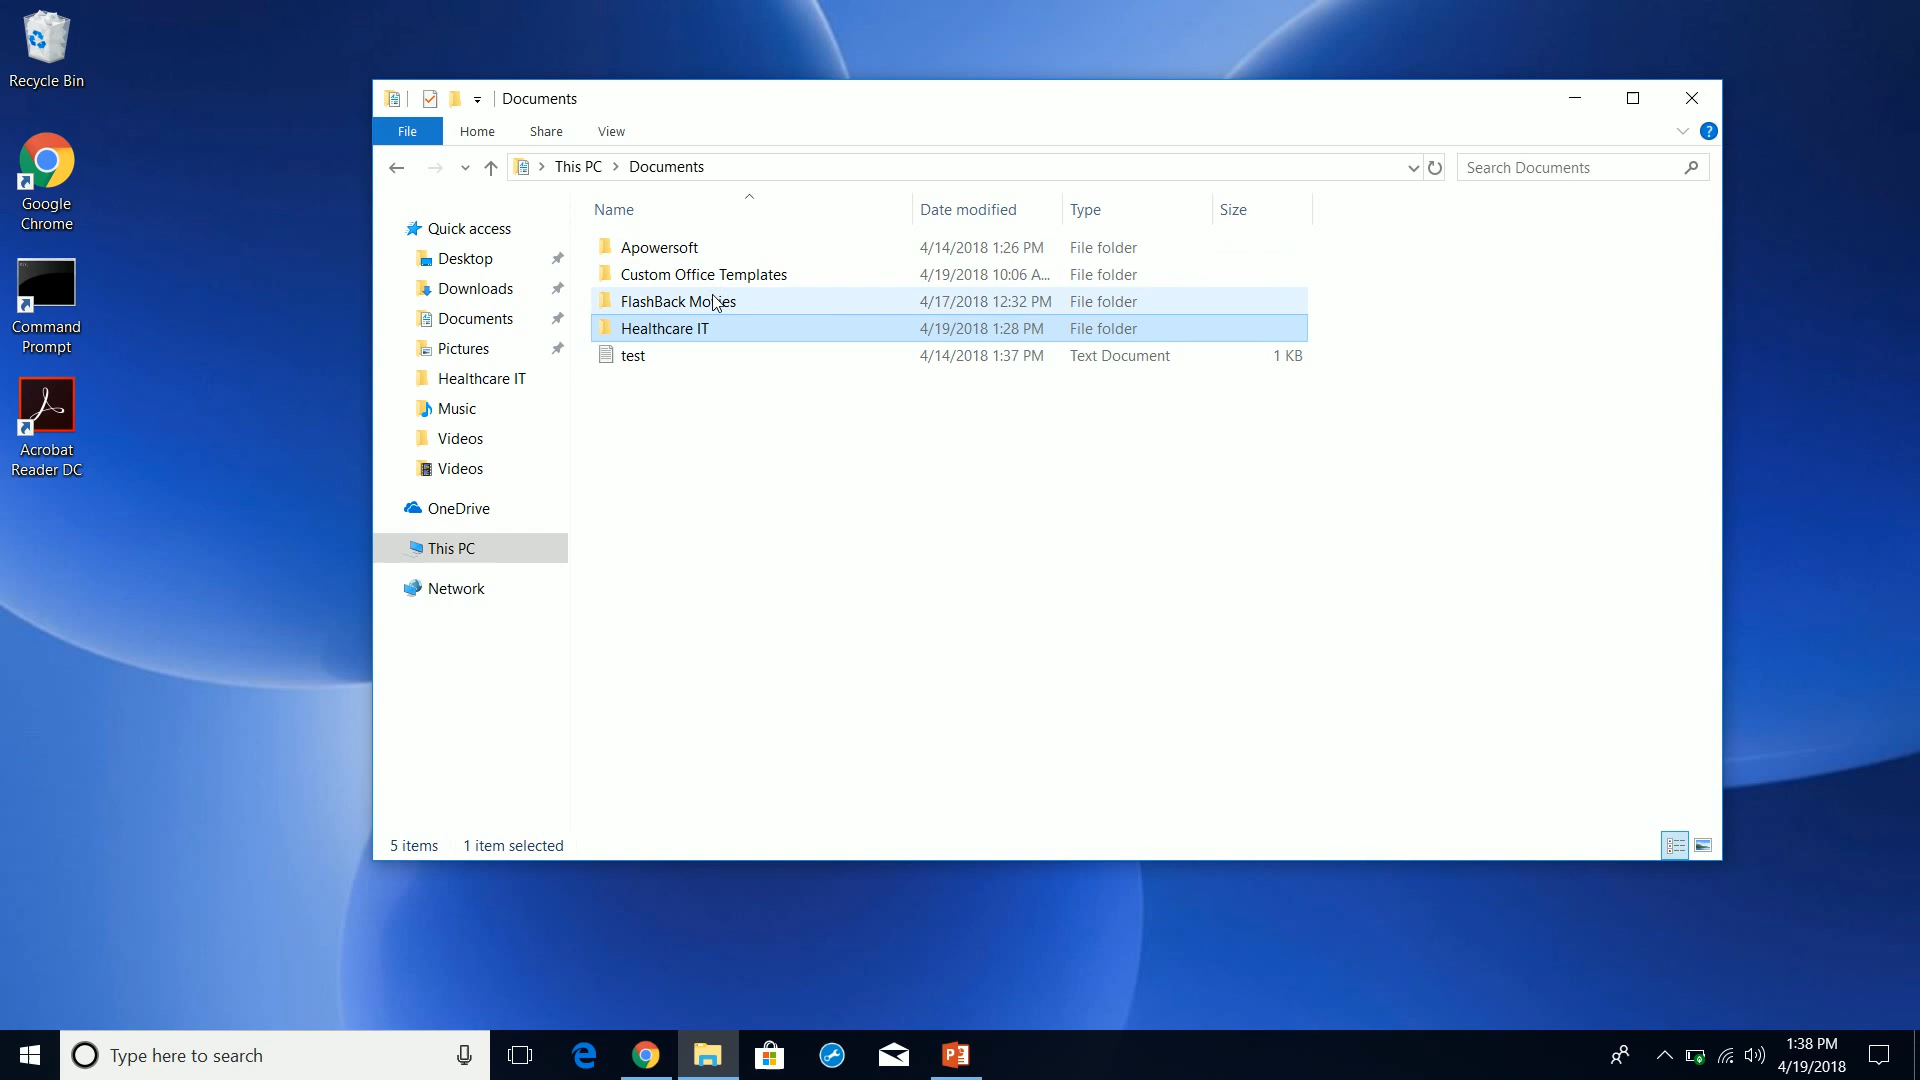 Recycle Bin
Google
Chrome
Command
Prompt
Acrobat
Reader DC
Documents
File Home Share View
This PC Documents
Search Documents
Name Date modified Type Size
Quick access
Desktop
Downloads
Documents
Pictures
Healthcare IT
Music
Videos
Videos
OneDrive
This PC
Network
Apowersoft 4/14/2018 1:26 PM File folder
Custom Office Templates 4/19/2018 10:06 A... File folder
FlashBack Movies 4/17/2018 12:32 PM File folder
Healthcare IT 4/19/2018 1:28 PM File folder
test 4/14/2018 1:37 PM Text Document 1 KB
5 items 1 item selected
Type here to search
1:38 PM
4/19/2018